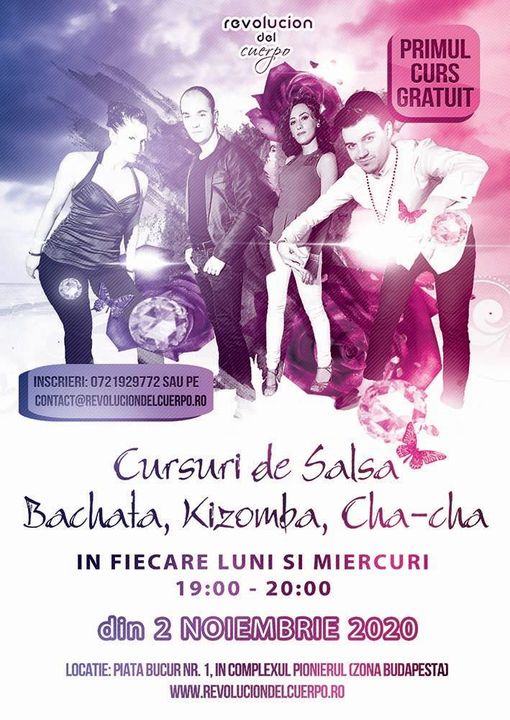 revolucion
del
cuerpo
PRIMUL
CURS
GRATUIT
INSCRIERI: 0721929772 SAU PE
CONTACT@REVOLUCIONDELCUERPO.RO
Cursuri de Salsa
Bachata, Kizomba, Cha-cha
IN FIECARE LUNI SI MIERCURI
19:00 - 20:00
din 2 NOIEMBRIE 2020
LOCATIE: PIATA BUCUR NR. 1, IN COMPLEXUL PIONIERUL (ZONA BUDAPESTA)
WWW.REVOLUCIONDELCUERPO.RO